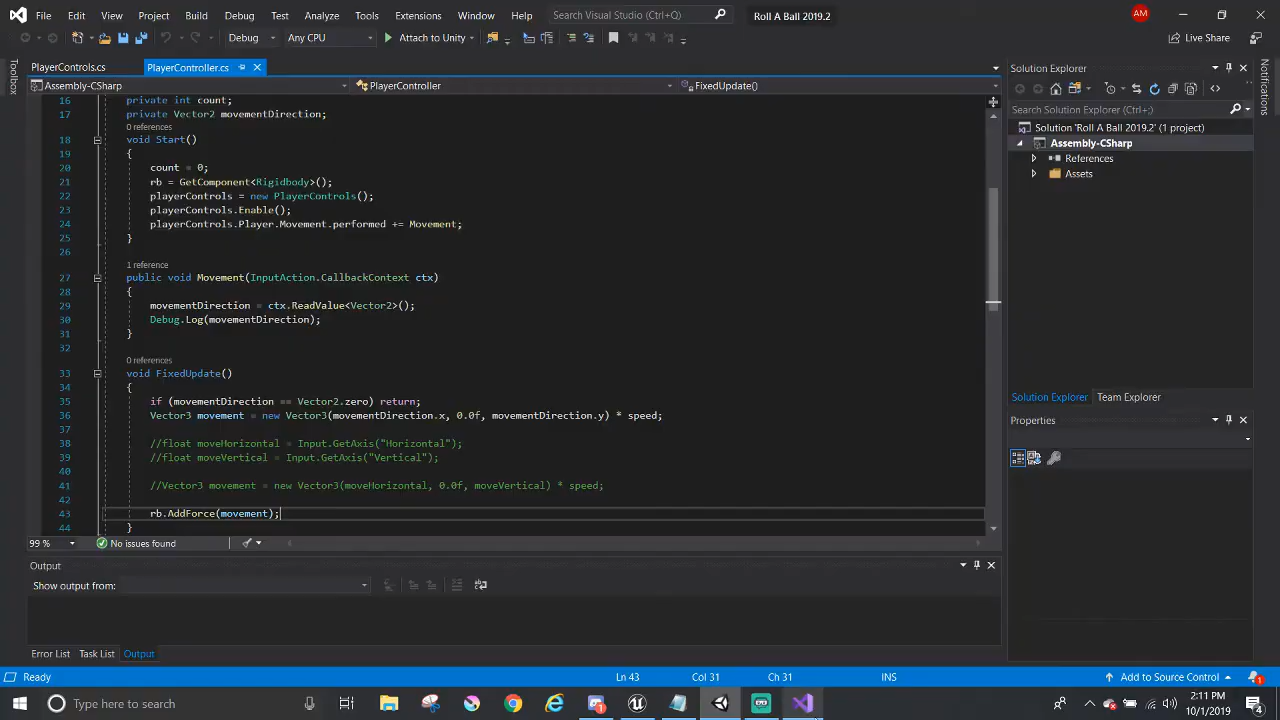 File Edit View Project Build Debug Test Analyze Tools Extensions Window Help Search Visual Studio (Ctrl+Q) Roll A Ball 2019.2 AM
Debug Any CPU Attach to Unity Live Share
PlayerControls.cs PlayerController.cs
Assembly-CSharp PlayerController FixedUpdate()
16 private int count;
17 private Vector2 movementDirection;
0 references
18 void Start()
19 {
20 count = 0;
21 rb = GetComponent<Rigidbody>();
22 playerControls = new PlayerControls();
23 playerControls.Enable();
24 playerControls.Player.Movement.performed += Movement;
25 }
26
1 reference
27 public void Movement(InputAction.CallbackContext ctx)
28 {
29 movementDirection = ctx.ReadValue<Vector2>();
30 Debug.Log(movementDirection);
31 }
32
0 references
33 void FixedUpdate()
34 {
35 if (movementDirection == Vector2.zero) return;
36 Vector3 movement = new Vector3(movementDirection.x, 0.0f, movementDirection.y) * speed;
37
38 //float moveHorizontal = Input.GetAxis("Horizontal");
39 //float moveVertical = Input.GetAxis("Vertical");
40
41 //Vector3 movement = new Vector3(moveHorizontal, 0.0f, moveVertical) * speed;
42
43 rb.AddForce(movement);
44 }
99 % No issues found
Output
Show output from:
Error List Task List Output
Toolbox
Solution Explorer
Search Solution Explorer (Ctrl+;)
Solution 'Roll A Ball 2019.2' (1 project)
Assembly-CSharp
References
Assets
Solution Explorer Team Explorer
Properties
Notifications
Ready Ln 43 Col 31 Ch 31 INS Add to Source Control 1
Type here to search
2:11 PM
10/1/2019
4